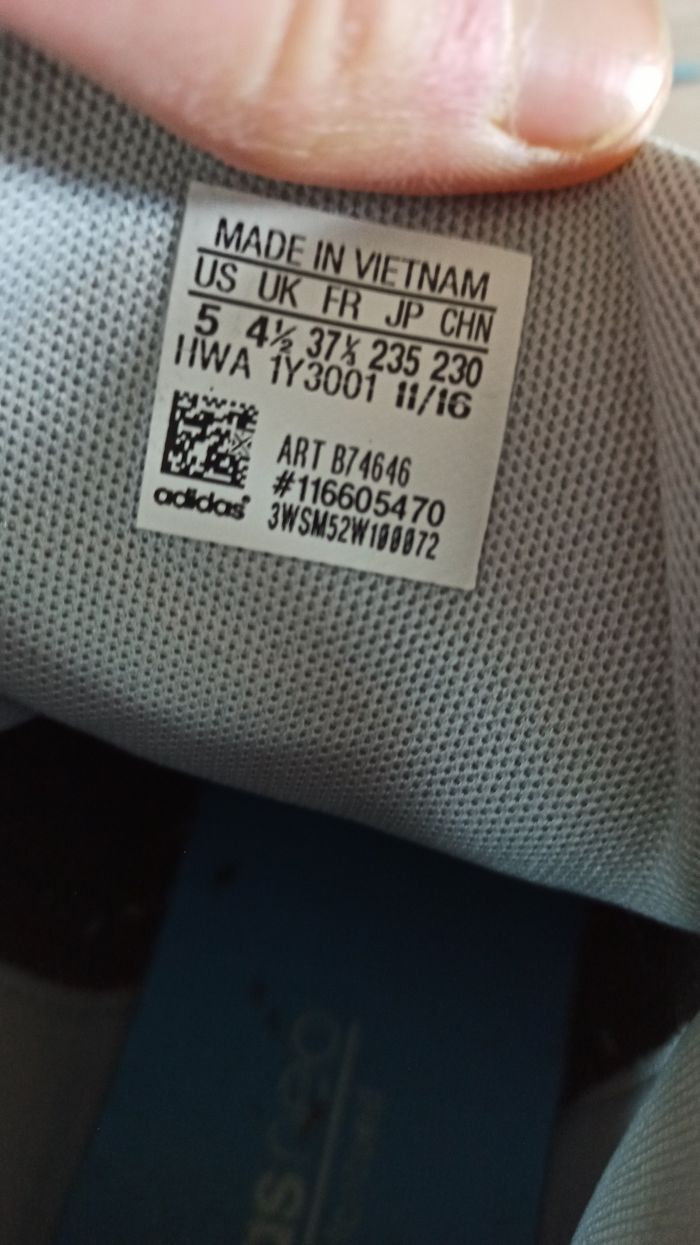 MADE IN VIETNAM
US UK FR JP CHN
5 4½ 37⅓ 235 230
HWA 1Y3001 11/16
ART B74646
#116605470
adidas
3WSM52W100072
neo